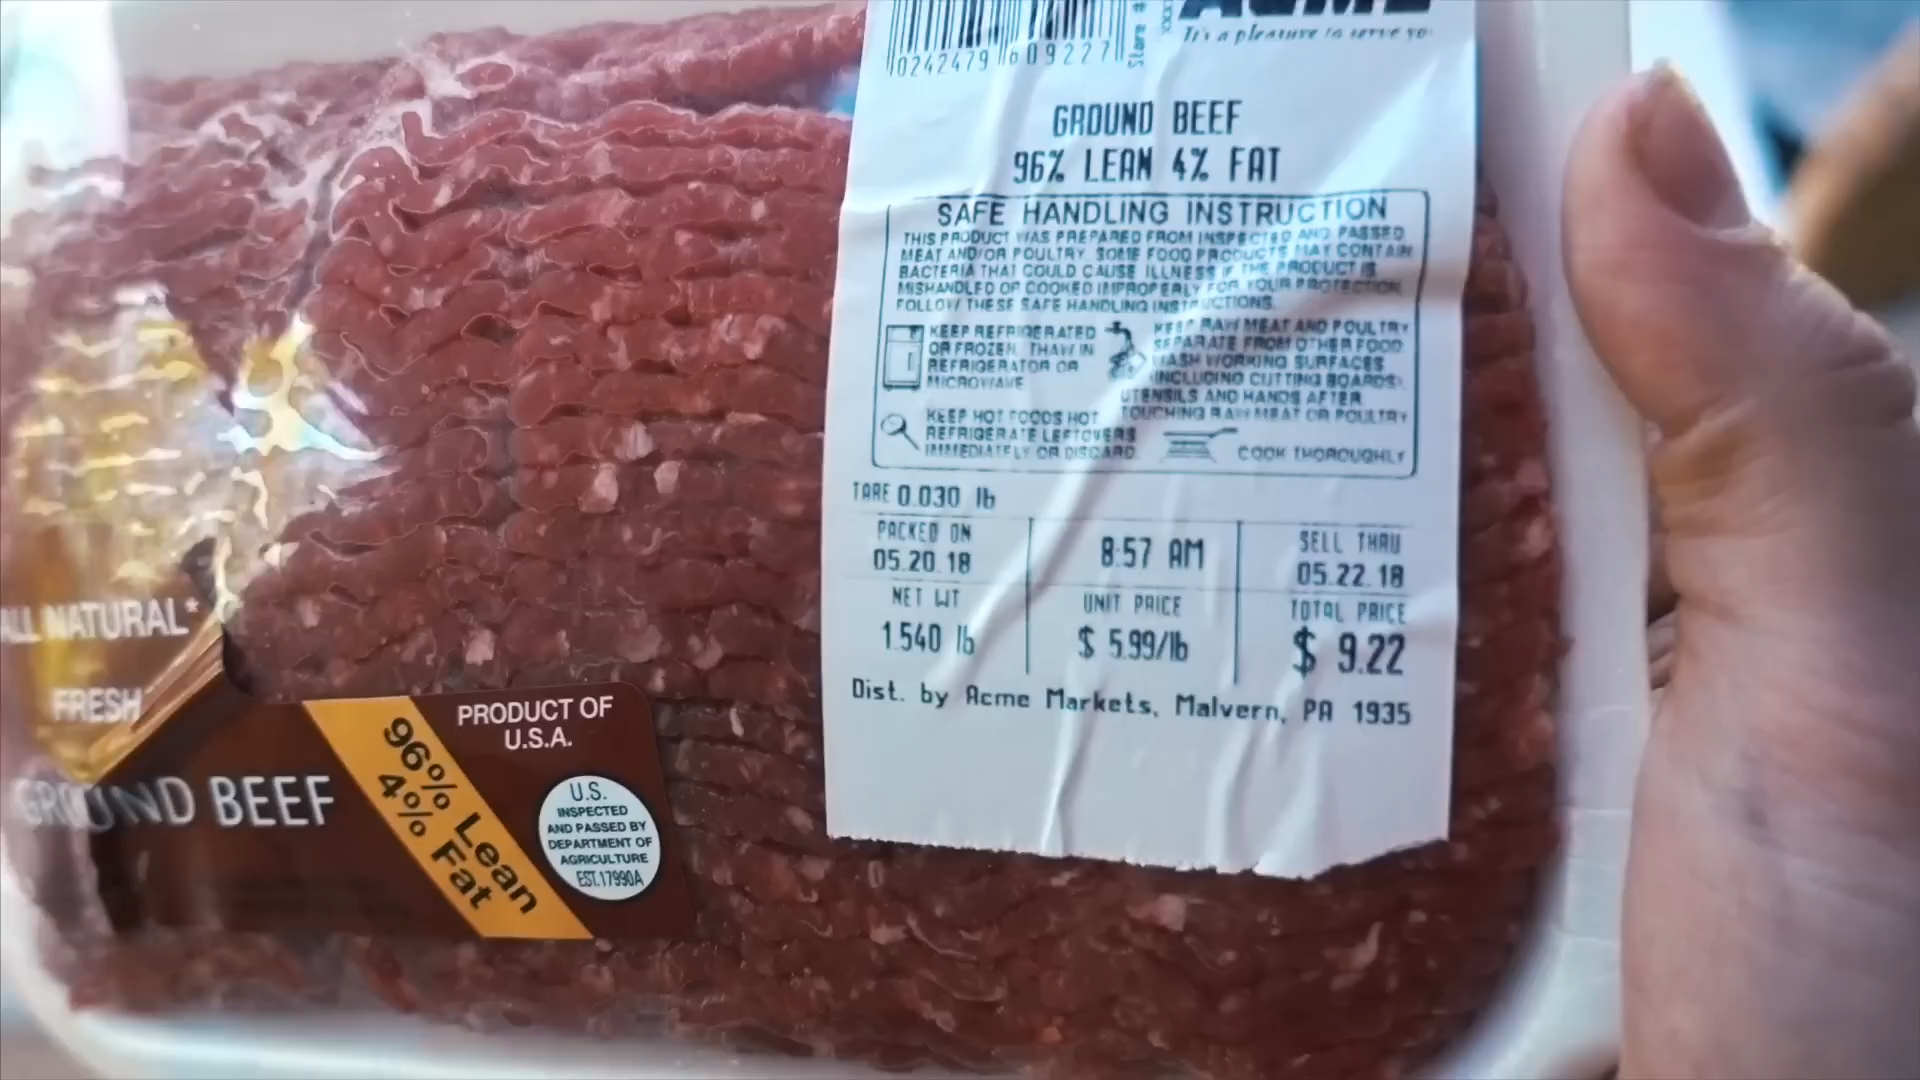 0242479 609227
Store #
ACME
It's a pleasure to serve yo
GROUND BEEF
96% LEAN 4% FAT
SAFE HANDLING INSTRUCTION
THIS PRODUCT WAS PREPARED FROM INSPECTED AND PASSED
MEAT AND/OR POULTRY. SOME FOOD PRODUCTS MAY CONTAIN
BACTERIA THAT COULD CAUSE ILLNESS IF THE PRODUCT IS
MISHANDLED OR COOKED IMPROPERLY FOR YOUR PROTECTION
FOLLOW THESE SAFE HANDLING INSTRUCTIONS.
KEEP REFRIGERATED
OR FROZEN. THAW IN
REFRIGERATOR OR
MICROWAVE
KEEP RAW MEAT AND POULTRY
SEPARATE FROM OTHER FOOD
WASH WORKING SURFACES
INCLUDING CUTTING BOARDS,
UTENSILS AND HANDS AFTER
TOUCHING RAW MEAT OR POULTRY
KEEP HOT FOODS HOT
REFRIGERATE LEFTOVERS
IMMEDIATELY OR DISCARD.
COOK THOROUGHLY
TARE 0.030 lb
PACKED ON
05.20.18
8:57 AM
SELL THRU
05.22.18
NET WT
1.540 lb
UNIT PRICE
$ 5.99/lb
TOTAL PRICE
$ 9.22
Dist. by Acme Markets, Malvern, PA 1935
ALL NATURAL*
FRESH
GROUND BEEF
96% Lean
4% Fat
PRODUCT OF
U.S.A.
U.S.
INSPECTED
AND PASSED BY
DEPARTMENT OF
AGRICULTURE
EST.17990A